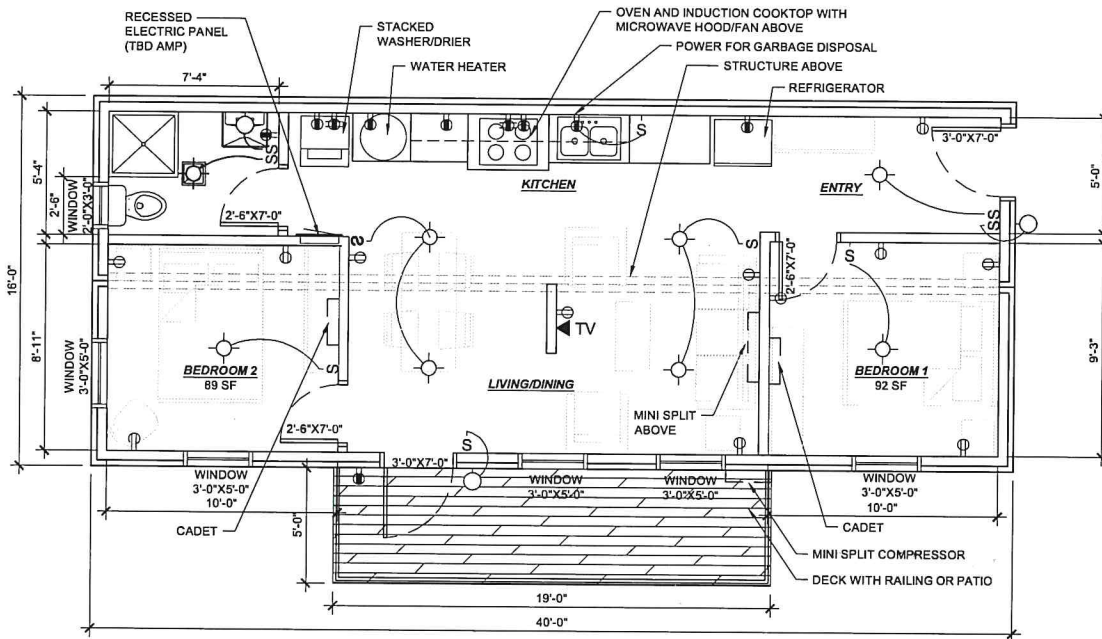 RECESSED
ELECTRIC PANEL
(TBD AMP)
STACKED
WASHER/DRIER
WATER HEATER
OVEN AND INDUCTION COOKTOP WITH
MICROWAVE HOOD/FAN ABOVE
POWER FOR GARBAGE DISPOSAL
STRUCTURE ABOVE
REFRIGERATOR
7'-4"
S
3'-0"X7'-0"
SS
5'-4"
2'-6"
WINDOW
2'-0"X3'-0"
KITCHEN
ENTRY
5'-0"
2'-6"X7'-0"
SS
S
S
S
2'-6"X7'-0"
16'-0"
8'-11"
WINDOW
3'-0"X5'-0"
TV
BEDROOM 2
89 SF
S
LIVING/DINING
MINI SPLIT
ABOVE
BEDROOM 1
92 SF
9'-3"
2'-6"X7'-0"
S
3'-0"X7'-0"
WINDOW
3'-0"X5'-0"
10'-0"
WINDOW
3'-0"X5'-0"
WINDOW
3'-0"X5'-0"
WINDOW
3'-0"X5'-0"
10'-0"
CADET
5'-0"
CADET
MINI SPLIT COMPRESSOR
DECK WITH RAILING OR PATIO
19'-0"
40'-0"